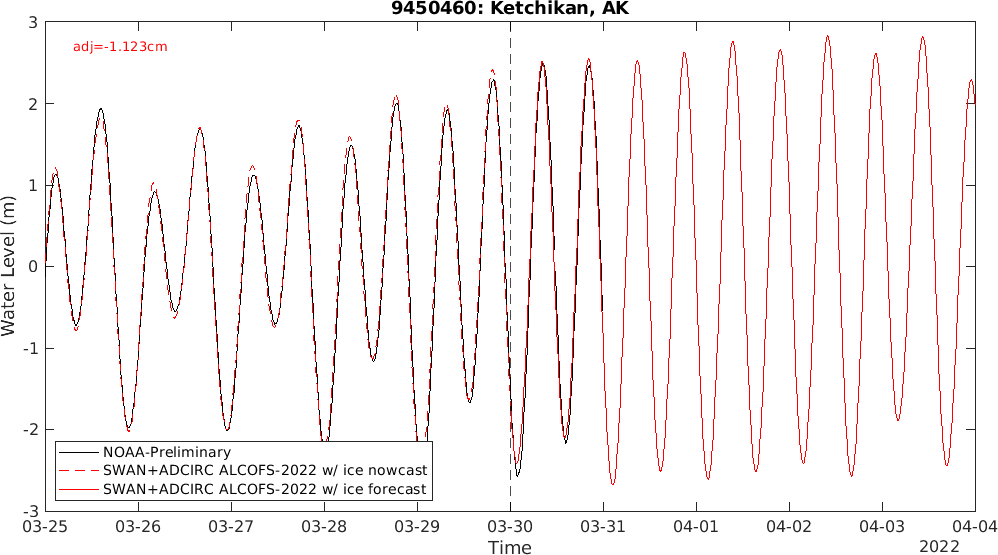 9450460: Ketchikan, AK
adj=-1.123cm
Water Level (m)
3
2
1
0
-1
-2
-3
NOAA-Preliminary
SWAN+ADCIRC ALCOFS-2022 w/ ice nowcast
SWAN+ADCIRC ALCOFS-2022 w/ ice forecast
03-25 03-26 03-27 03-28 03-29 03-30 03-31 04-01 04-02 04-03 04-04
Time
2022